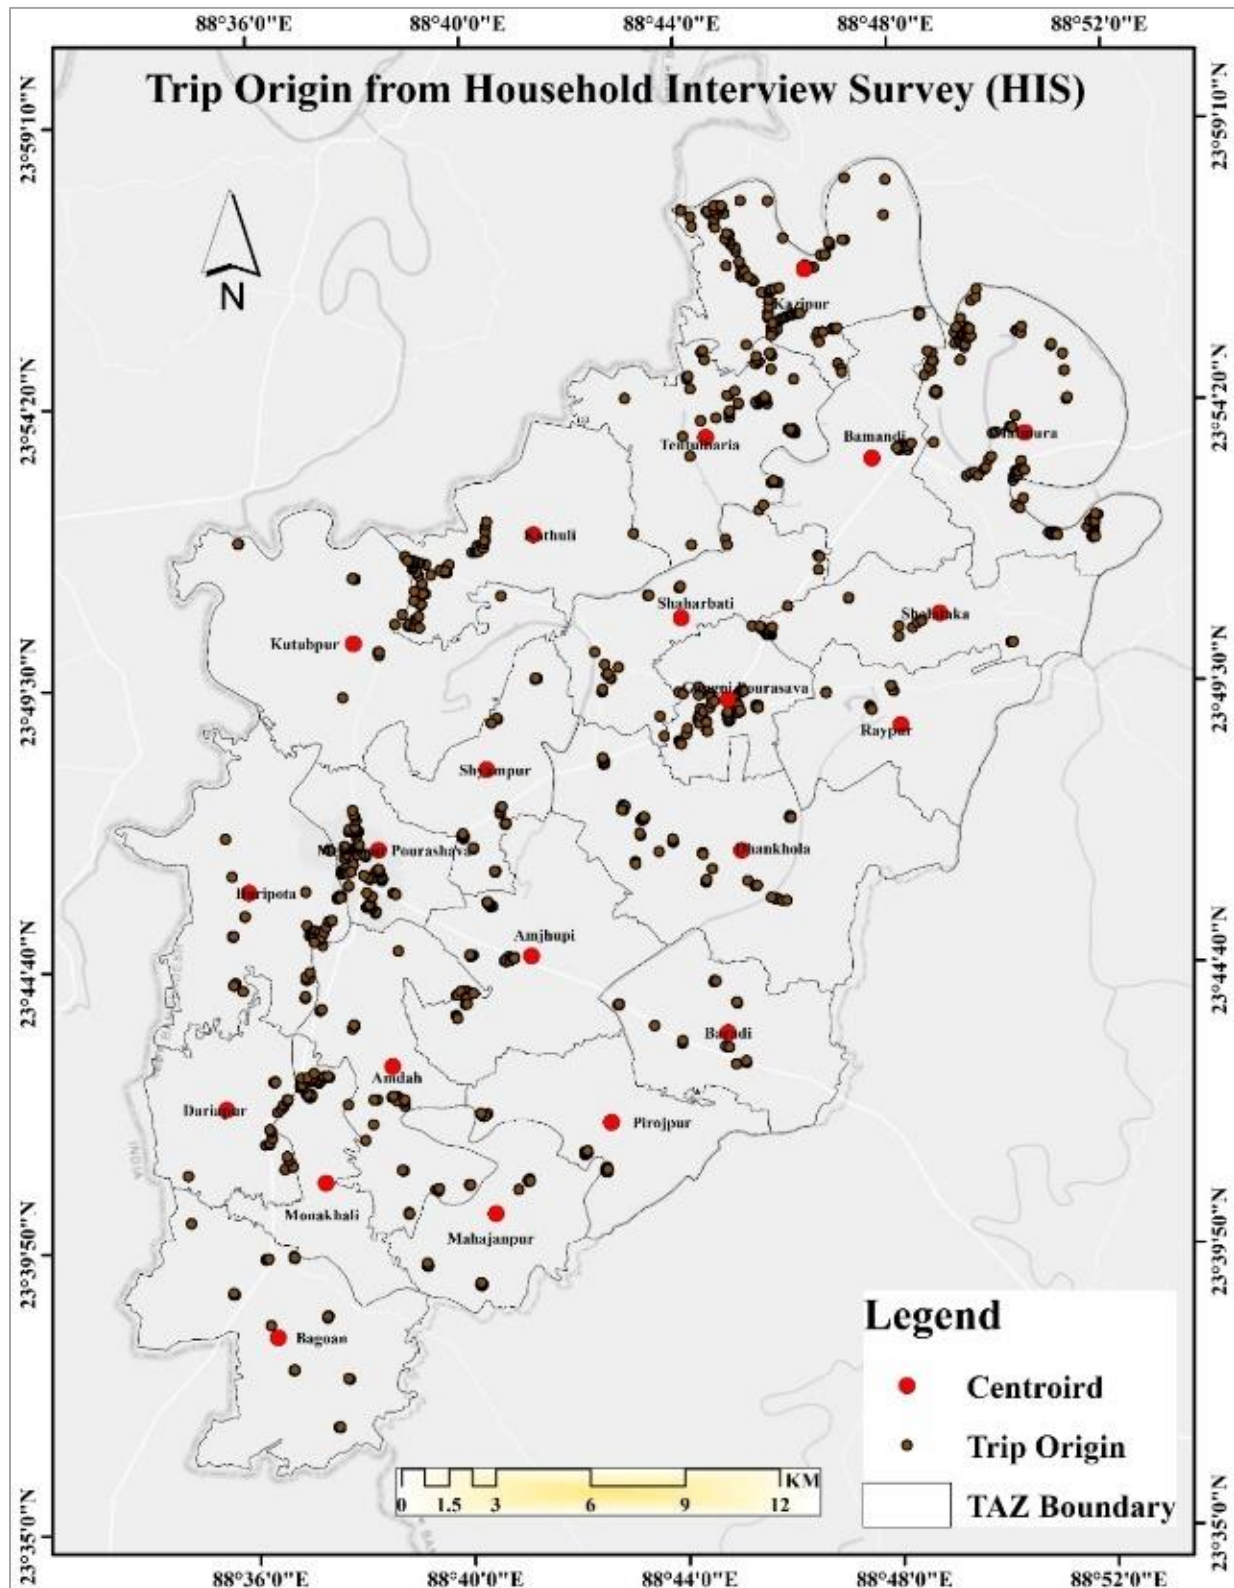 88°36'0"E 88°40'0"E 88°44'0"E 88°48'0"E 88°52'0"E
Trip Origin from Household Interview Survey (HIS)
23°59'10"N 23°59'10"N
N
Kazipur
23°54'20"N 23°54'20"N
Tentulbaria
Bamandi
Kathuli
Shaharbati
Kutubpur
23°49'30"N 23°49'30"N
Pourasava
Raypur
Shyampur
Pourashava
Dhankhola
Buripota
Amjhupi
23°44'40"N 23°44'40"N
Baradi
Amdah
Dariapur
Pirojpur
INDIA
Monakhali
Mahajanpur
23°39'50"N 23°39'50"N
Bagoan
Legend
Centroird
Trip Origin
TAZ Boundary
KM
0 1.5 3 6 9 12
23°35'0"N 23°35'0"N
88°36'0"E 88°40'0"E 88°44'0"E 88°48'0"E 88°52'0"E